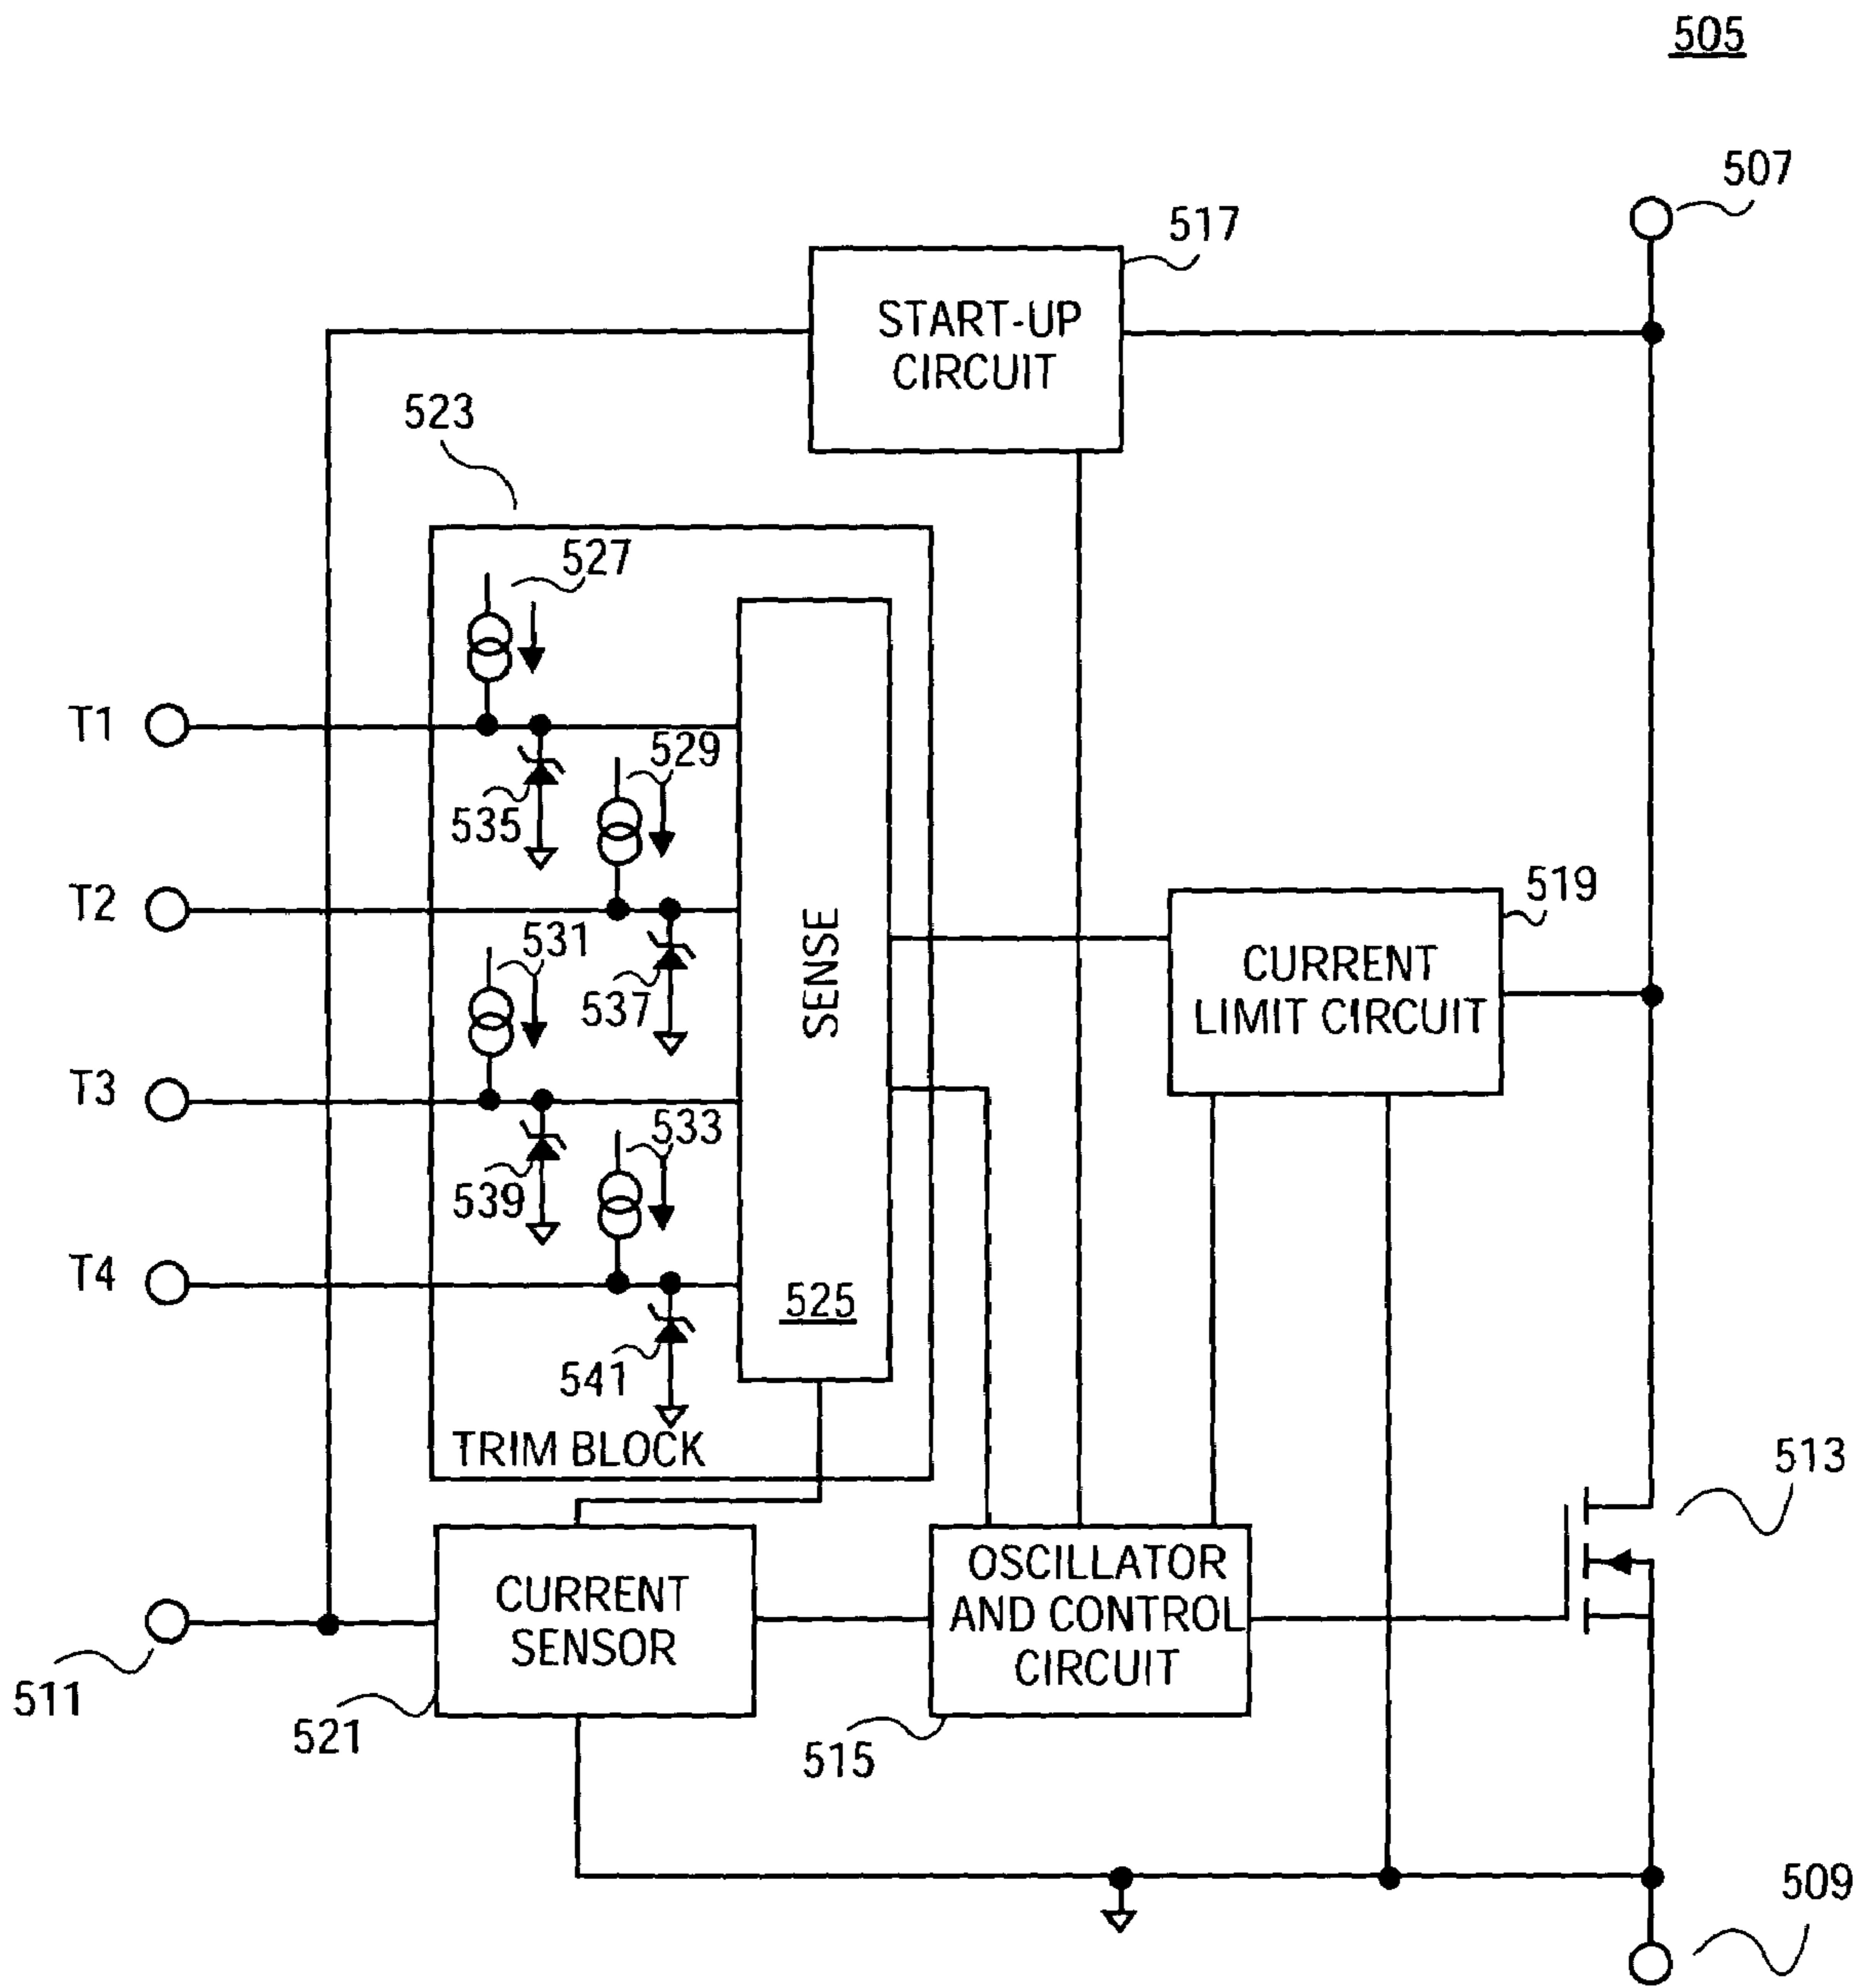 505
507
517
START-UP
CIRCUIT
523
527
T1
529
535
T2
519
531
SENSE
CURRENT
LIMIT CIRCUIT
537
T3
533
539
T4
525
541
TRIM BLOCK
513
CURRENT
SENSOR
OSCILLATOR
AND CONTROL
CIRCUIT
511
521
515
509